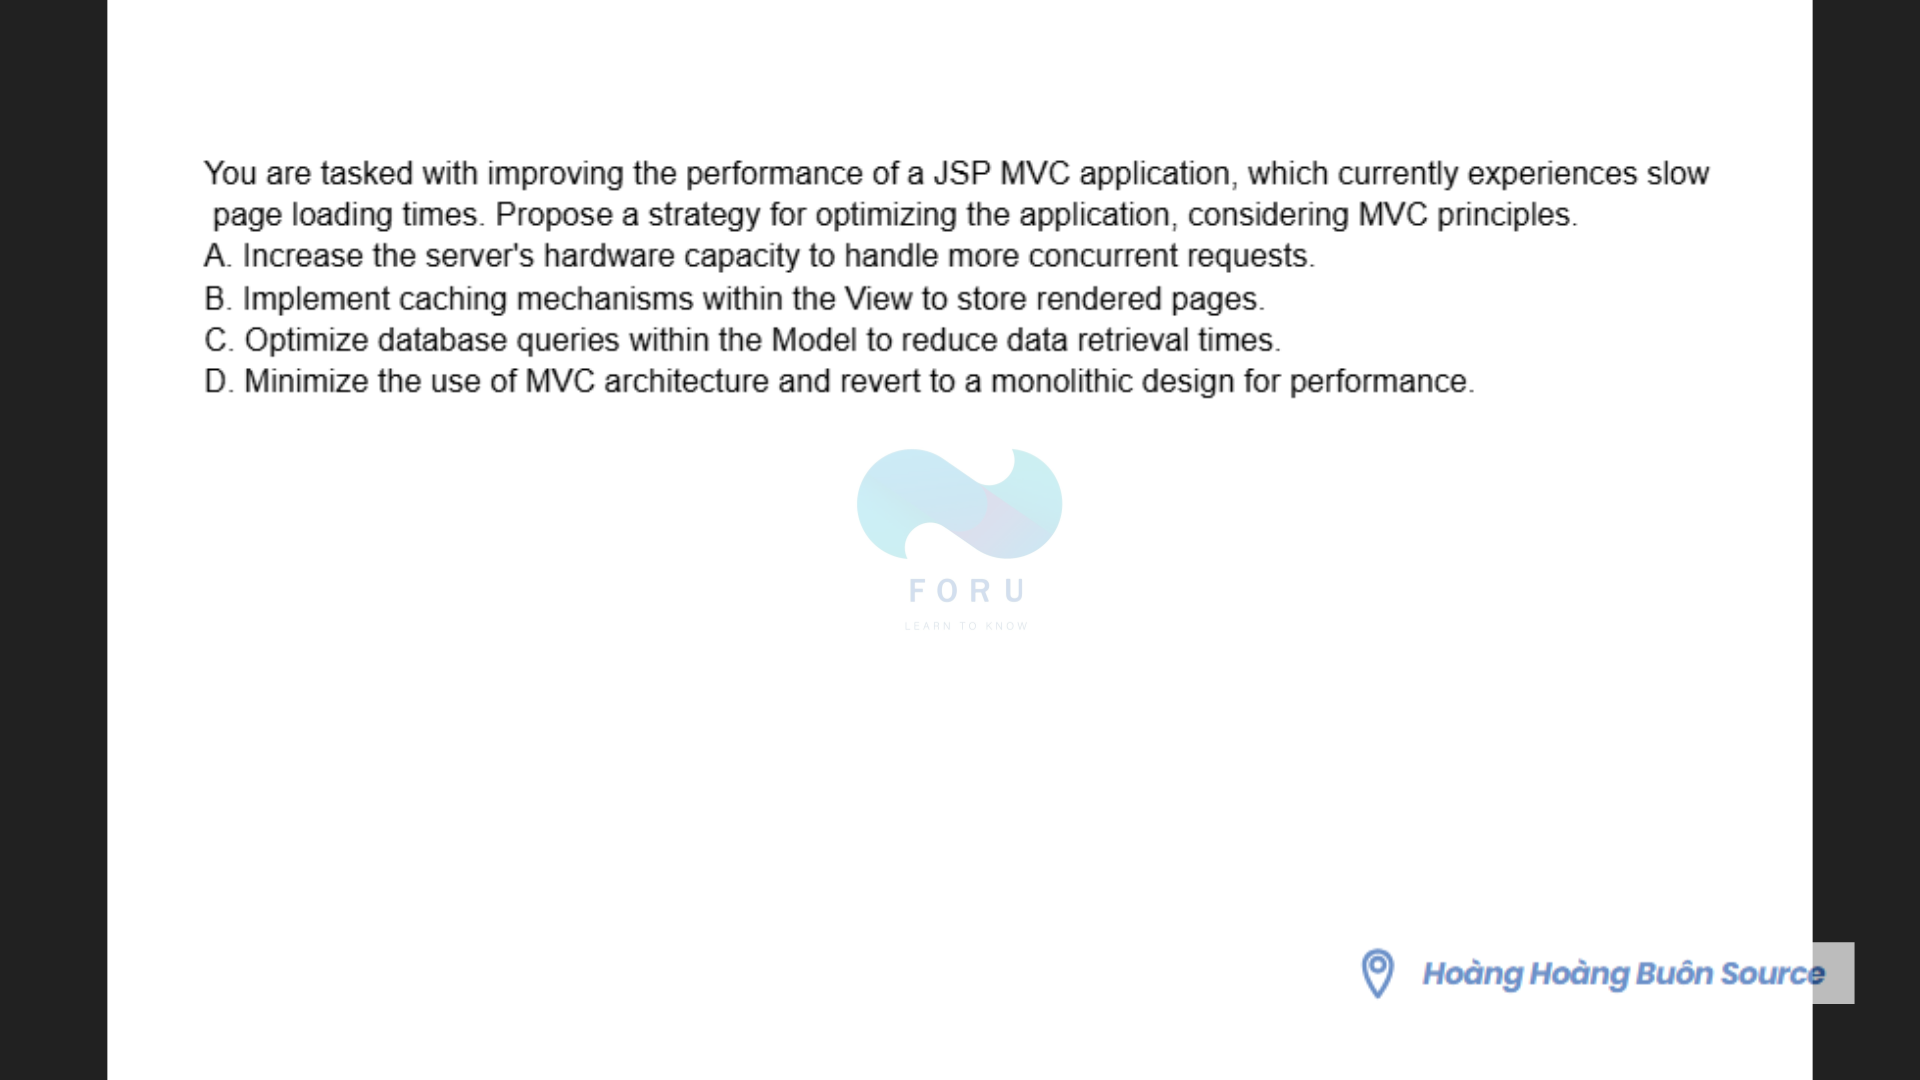 You are tasked with improving the performance of a JSP MVC application, which currently experiences slow
page loading times. Propose a strategy for optimizing the application, considering MVC principles.
A. Increase the server's hardware capacity to handle more concurrent requests.
B. Implement caching mechanisms within the View to store rendered pages.
C. Optimize database queries within the Model to reduce data retrieval times.
D. Minimize the use of MVC architecture and revert to a monolithic design for performance.
FORU
LEARN TO KNOW
Hoàng Hoàng Buôn Source